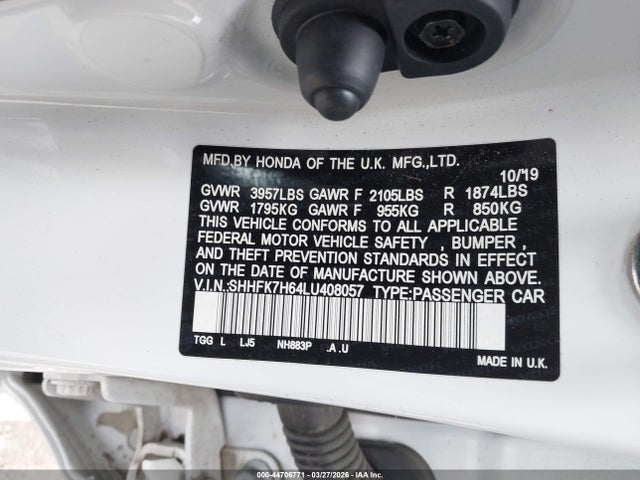 MFD.BY HONDA OF THE U.K. MFG.,LTD.
10/'19
GVWR 3957LBS GAWR F 2105LBS R 1874LBS
GVWR 1795KG GAWR F 955KG R 850KG
THIS VEHICLE CONFORMS TO ALL APPLICABLE
FEDERAL MOTOR VEHICLE SAFETY , BUMPER ,
AND THEFT PREVENTION STANDARDS IN EFFECT
ON THE DATE OF MANUFACTURE SHOWN ABOVE.
V.I.N.:SHHFK7H64LU408057 TYPE:PASSENGER CAR
TGG L LJ5 NH883P .A .U
MADE IN U.K.
000-44706771 | 03/27/2026 | IAA Inc.